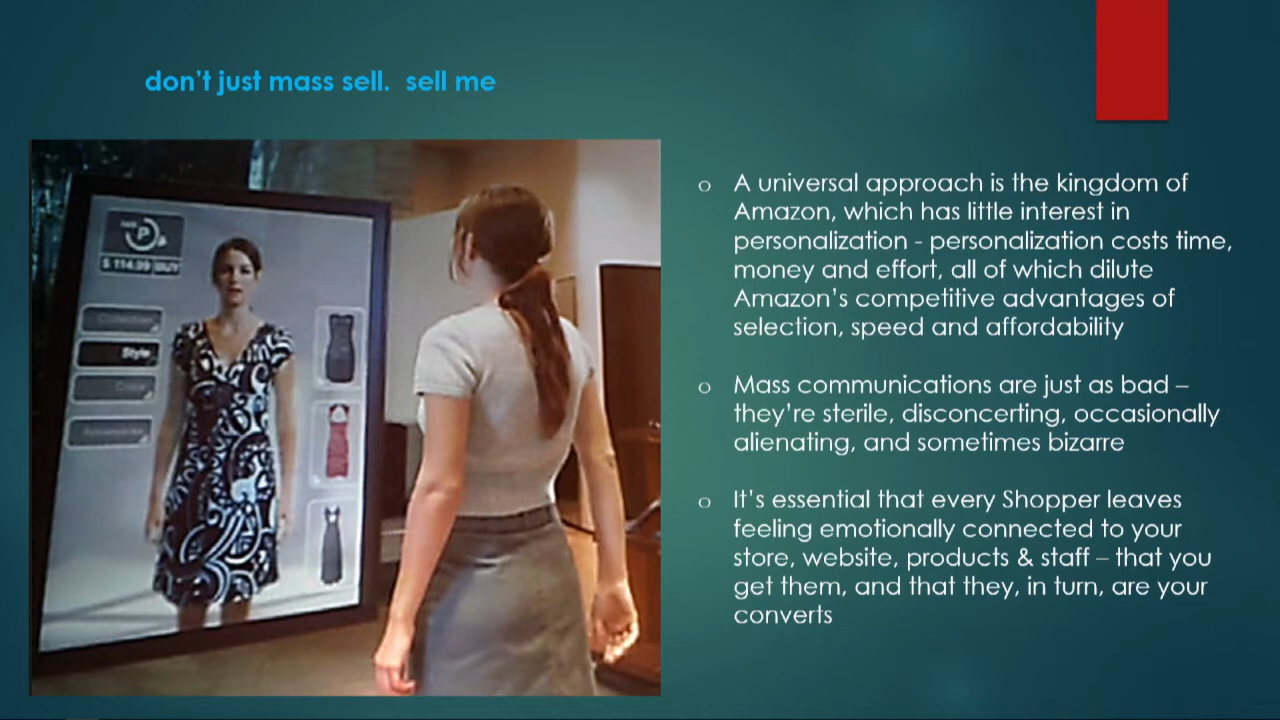 don't just mass sell.  sell me
P
$ 114.99 BUY
Style
o A universal approach is the kingdom of
Amazon, which has little interest in
personalization - personalization costs time,
money and effort, all of which dilute
Amazon's competitive advantages of
selection, speed and affordability
o Mass communications are just as bad –
they're sterile, disconcerting, occasionally
alienating, and sometimes bizarre
o It's essential that every Shopper leaves
feeling emotionally connected to your
store, website, products & staff – that you
get them, and that they, in turn, are your
converts